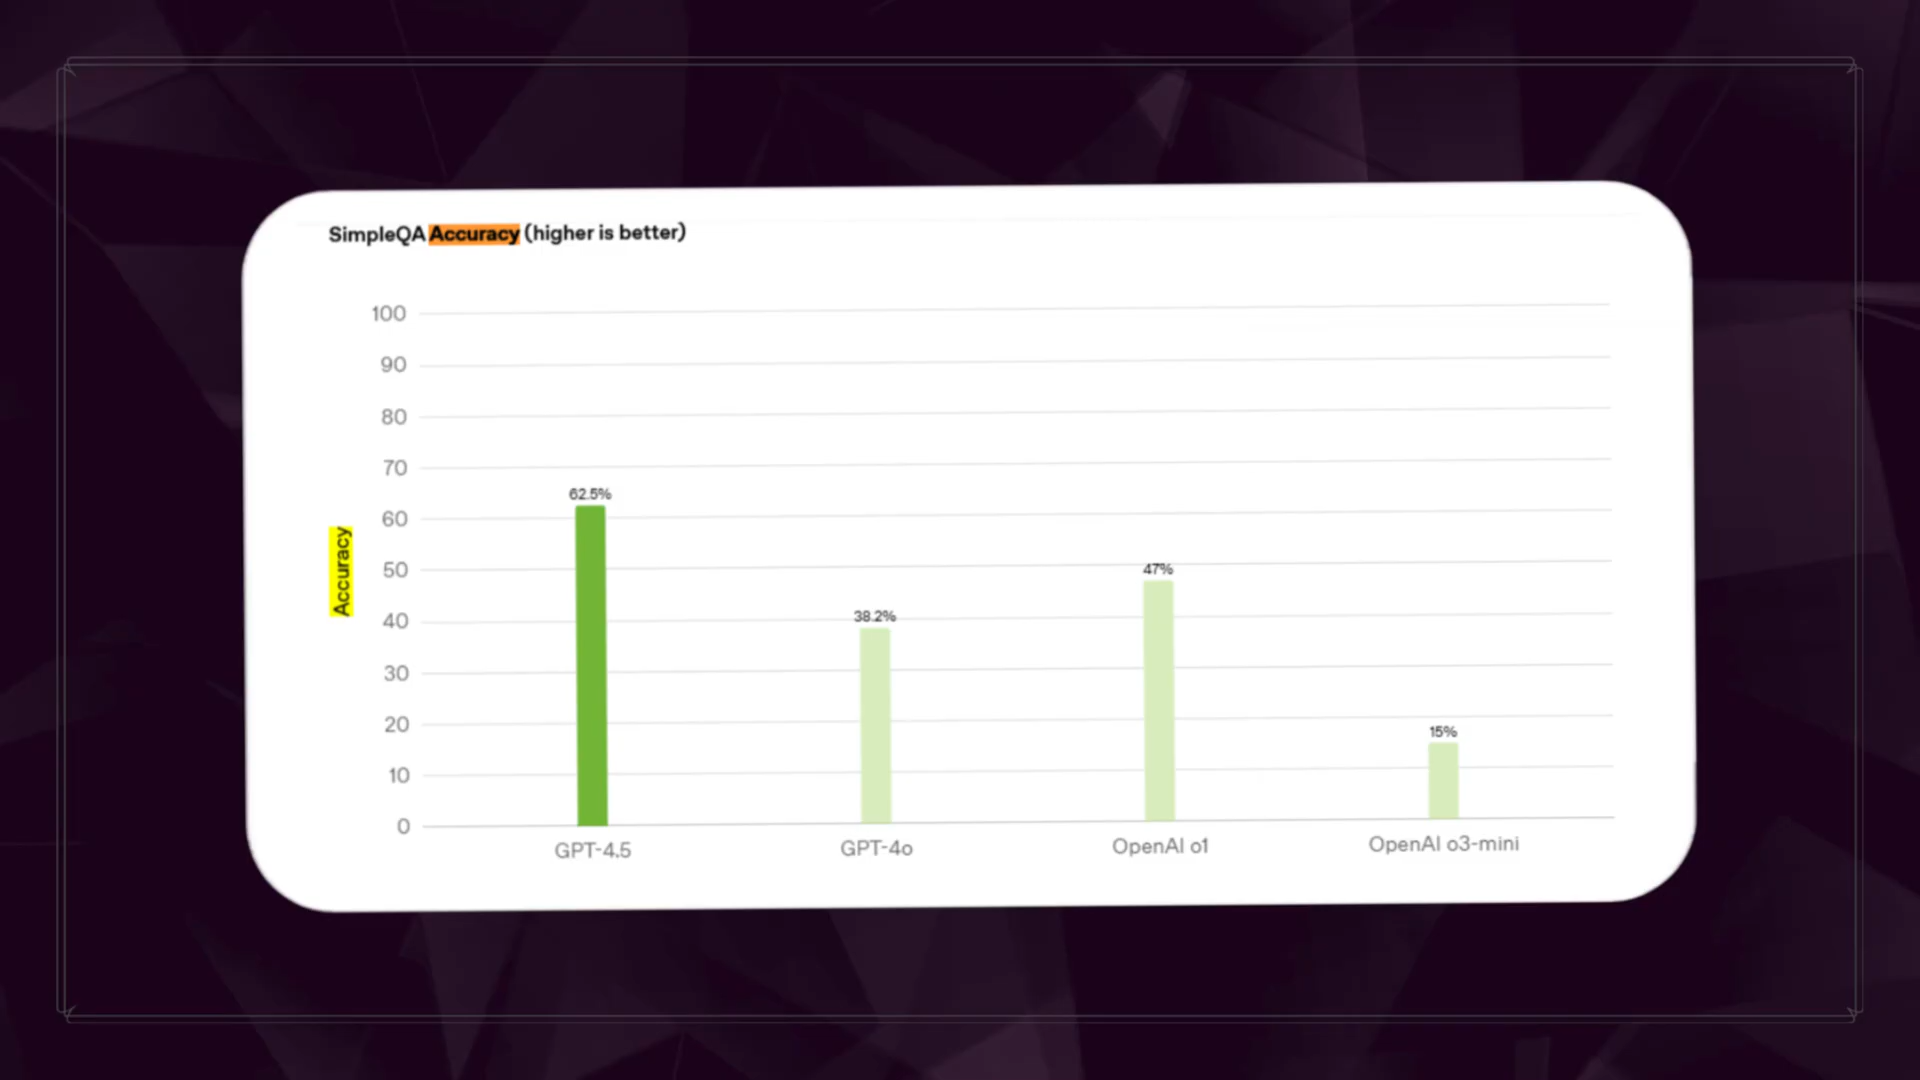 SimpleQA Accuracy (higher is better)
100
90
80
70
60
50
40
30
20
10
0
Accuracy
62.5%
38.2%
47%
15%
GPT-4.5
GPT-4o
OpenAI o1
OpenAI o3-mini